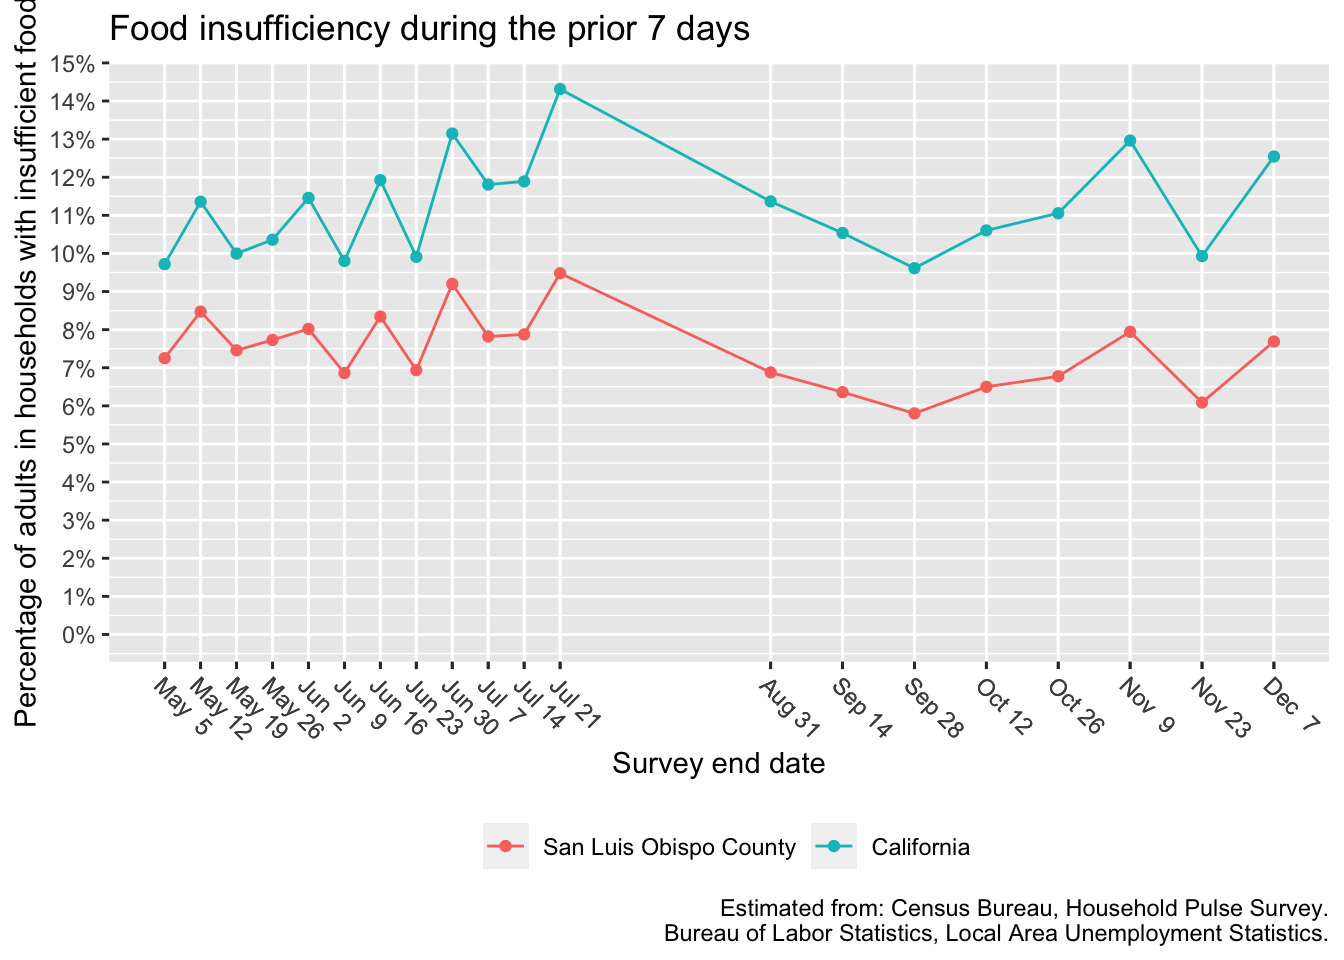 Food insufficiency during the prior 7 days
Percentage of adults in households with insufficient food
15%
14%
13%
12%
11%
10%
9%
8%
7%
6%
5%
4%
3%
2%
1%
0%
May 5
May 12
May 19
May 26
Jun 2
Jun 9
Jun 16
Jun 23
Jun 30
Jul 7
Jul 14
Jul 21
Aug 31
Sep 14
Sep 28
Oct 12
Oct 26
Nov 9
Nov 23
Dec 7
Survey end date
San Luis Obispo County
California
Estimated from: Census Bureau, Household Pulse Survey.
Bureau of Labor Statistics, Local Area Unemployment Statistics.